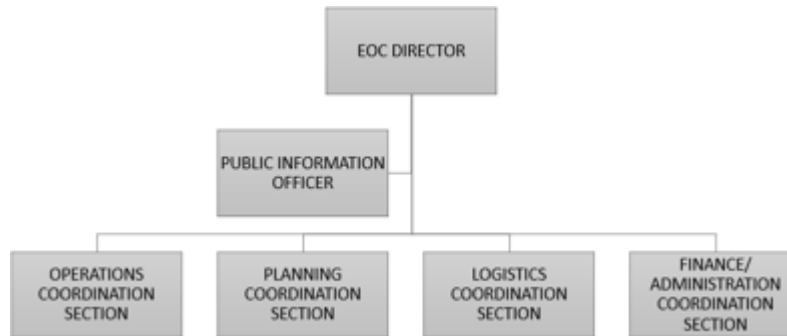 EOC DIRECTOR
PUBLIC INFORMATION
OFFICER
OPERATIONS
COORDINATION
SECTION
PLANNING
COORDINATION
SECTION
LOGISTICS
COORDINATION
SECTION
FINANCE/
ADMINISTRATION
COORDINATION
SECTION